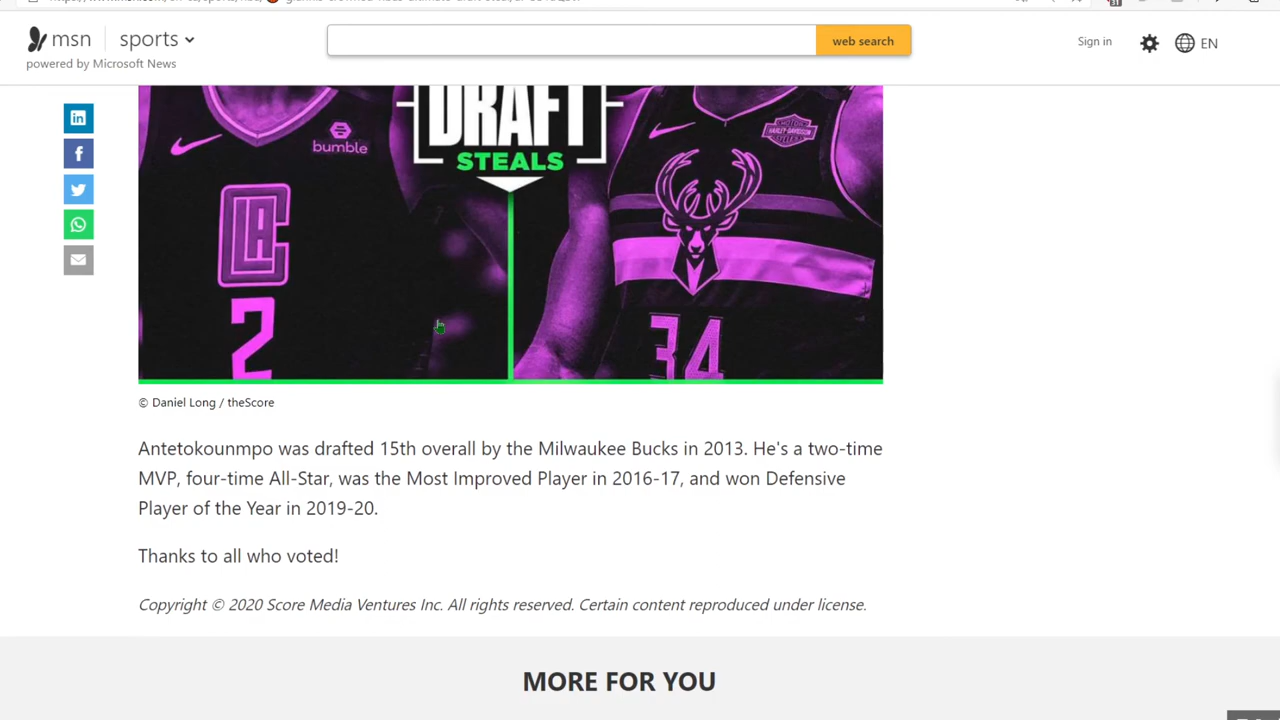 msn
sports
web search
Sign in
EN
powered by Microsoft News
DRAFT
STEALS
bumble
HARLEY-DAVIDSON
LA
2
34
© Daniel Long / theScore
Antetokounmpo was drafted 15th overall by the Milwaukee Bucks in 2013. He's a two-time
MVP, four-time All-Star, was the Most Improved Player in 2016-17, and won Defensive
Player of the Year in 2019-20.
Thanks to all who voted!
Copyright © 2020 Score Media Ventures Inc. All rights reserved. Certain content reproduced under license.
MORE FOR YOU